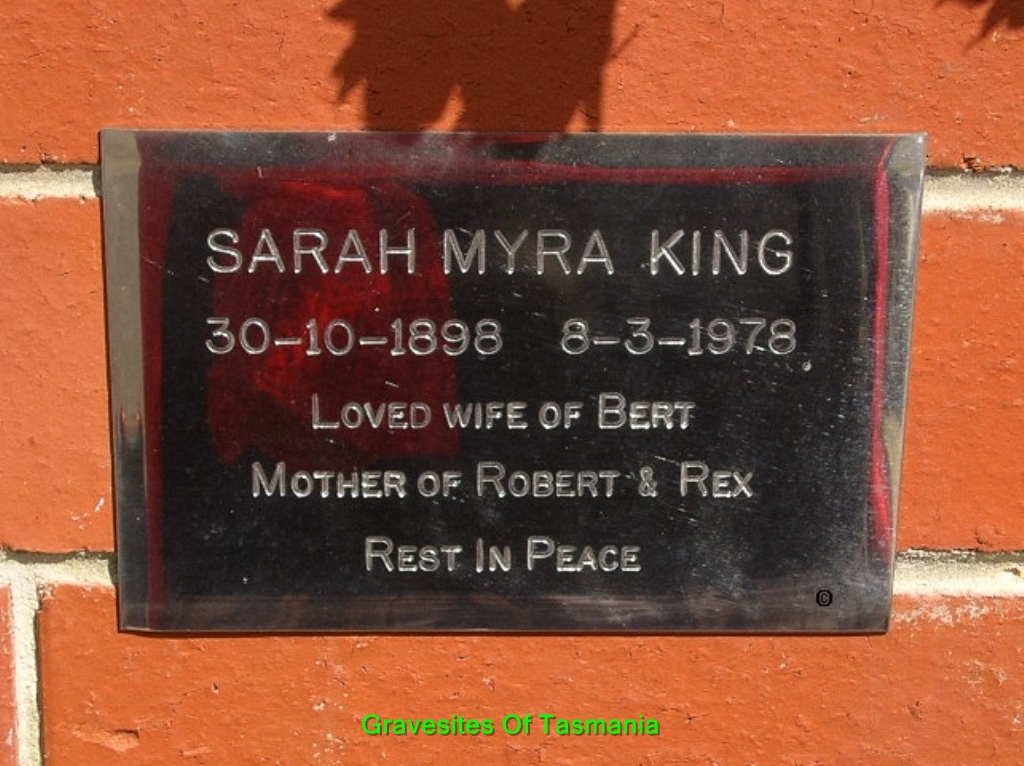 SARAH MYRA KING
30-10-1898 8-3-1978
LOVED WIFE OF BERT
MOTHER OF ROBERT & REX
REST IN PEACE
©
Gravesites Of Tasmania